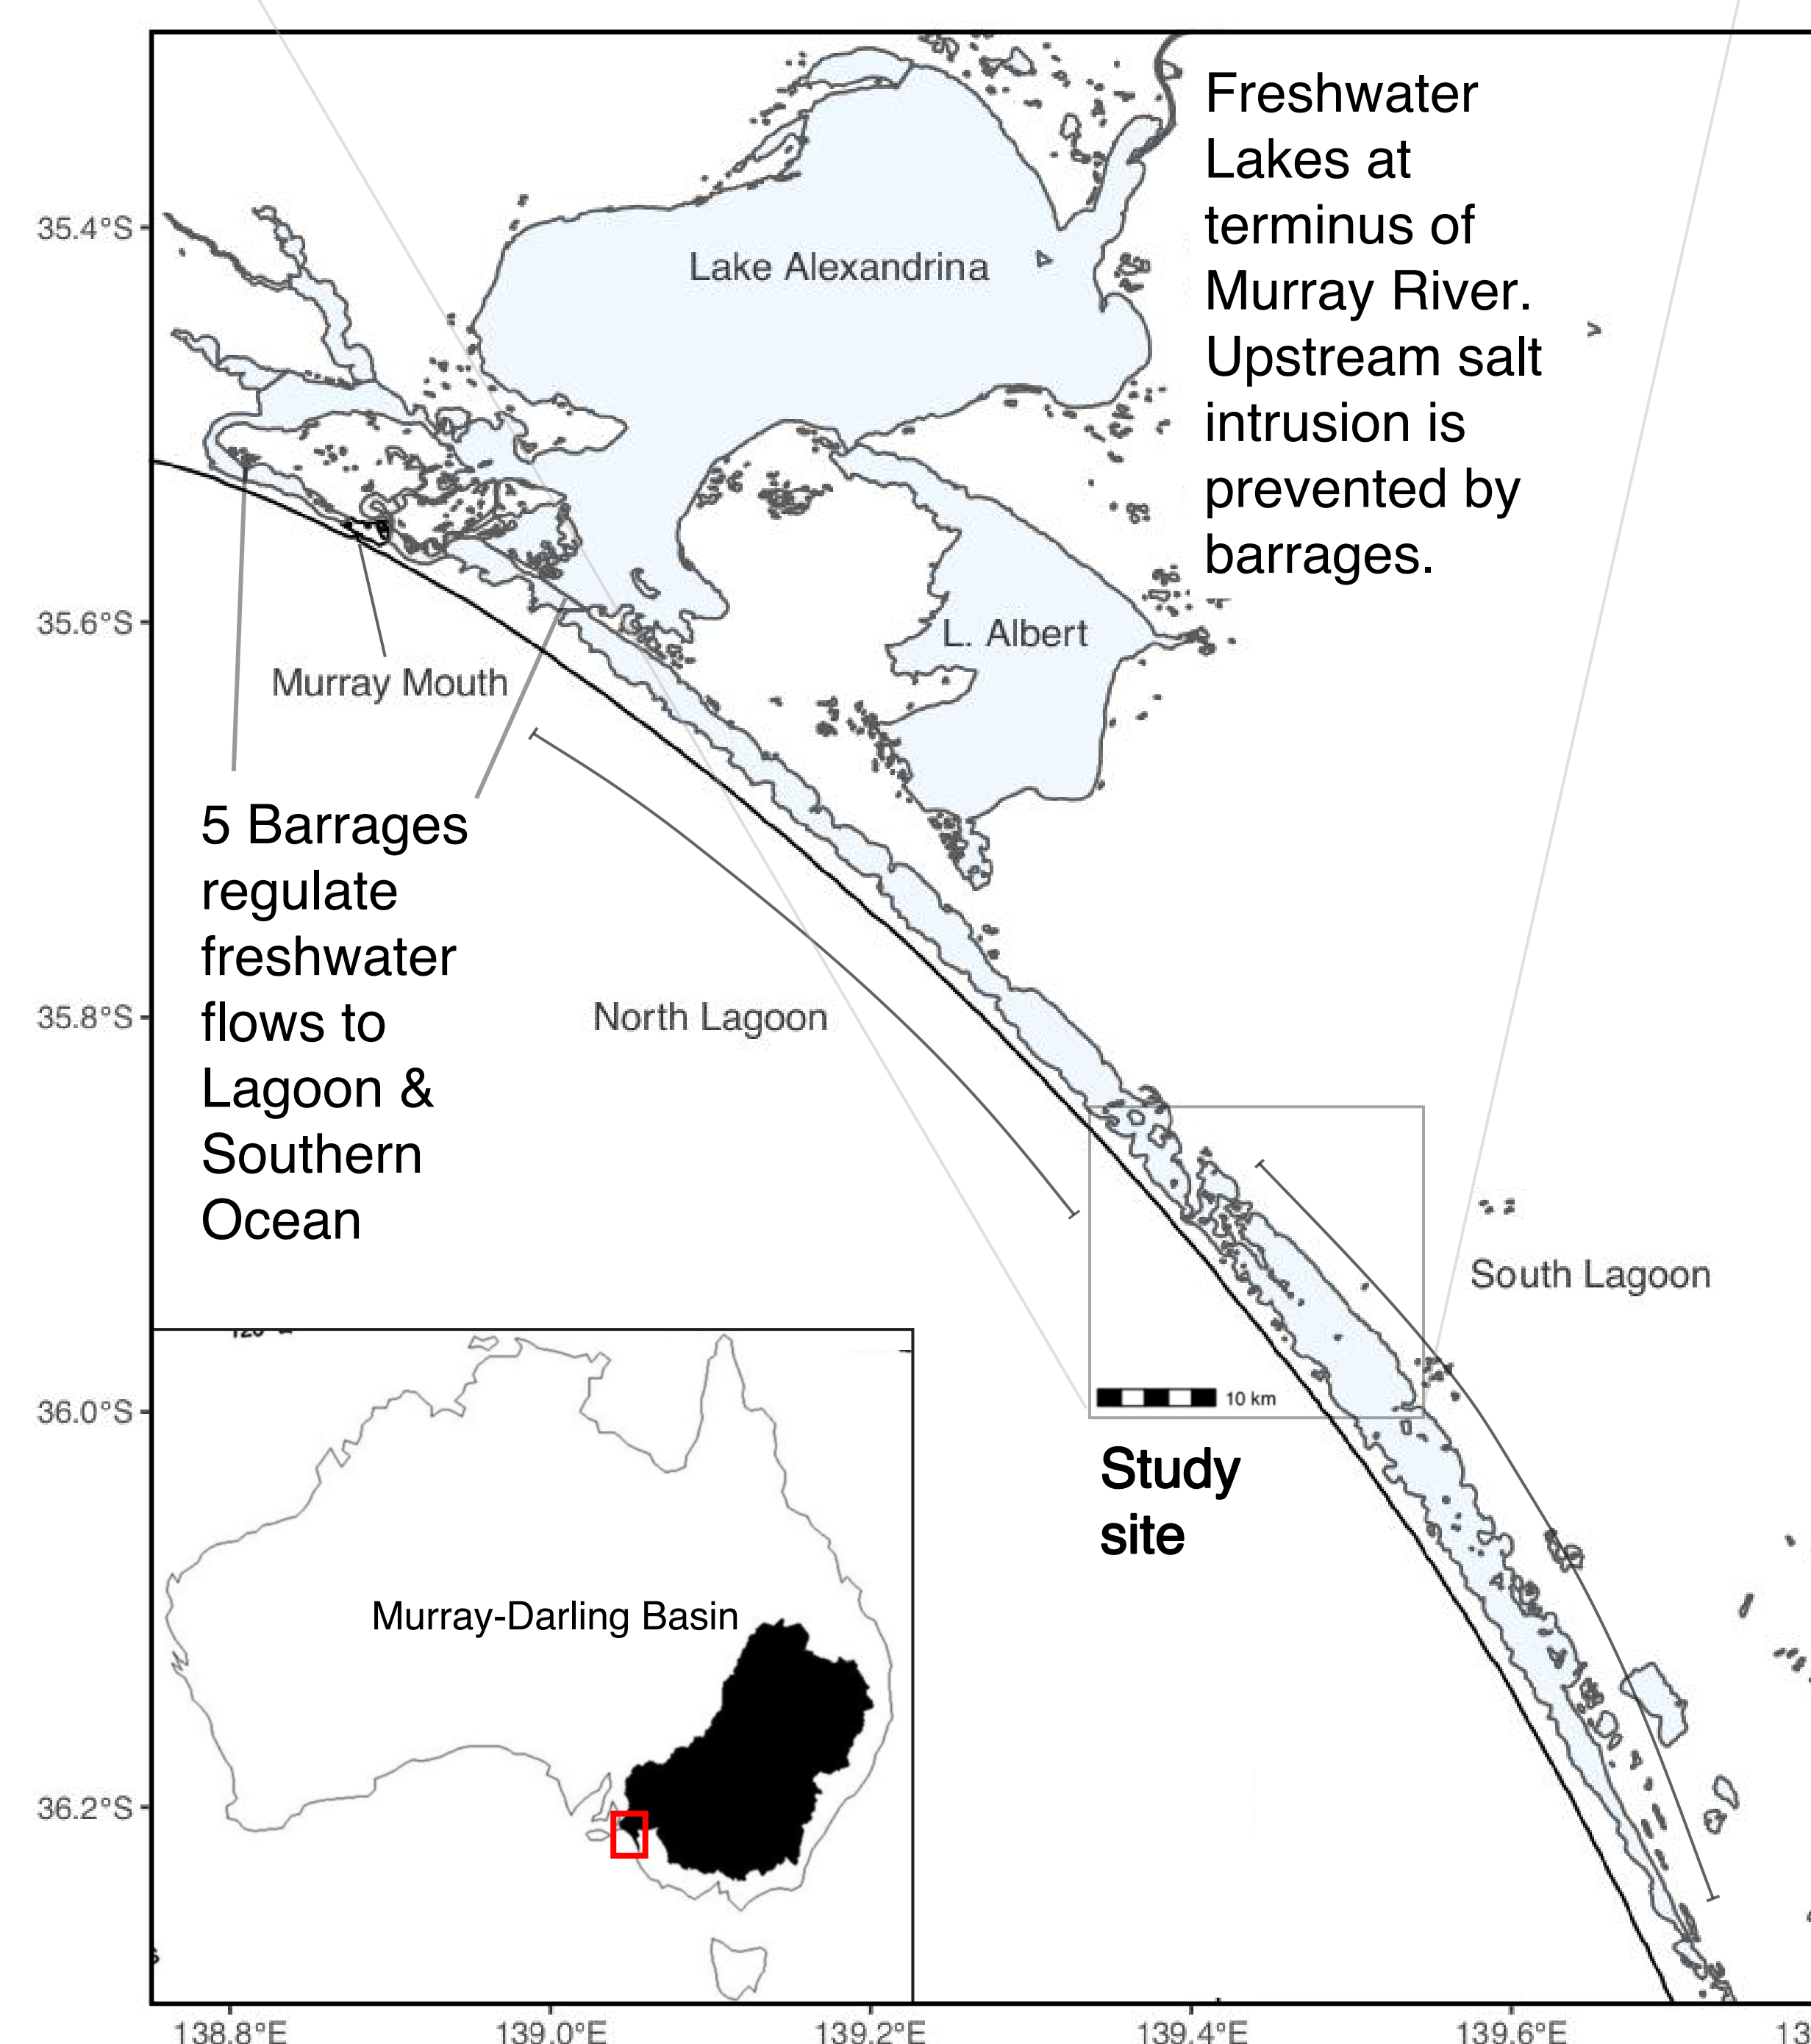 Freshwater
Lakes at
terminus of
Murray River.
Upstream salt
intrusion is
prevented by
barrages.
35.4°S
Lake Alexandrina
35.6°S
L. Albert
Murray Mouth
5 Barrages
regulate
freshwater
flows to
Lagoon &
Southern
Ocean
35.8°S
North Lagoon
South Lagoon
10 km
36.0°S
Study
site
Murray-Darling Basin
36.2°S
138.8°E
139.0°E
139.2°E
139.4°E
139.6°E